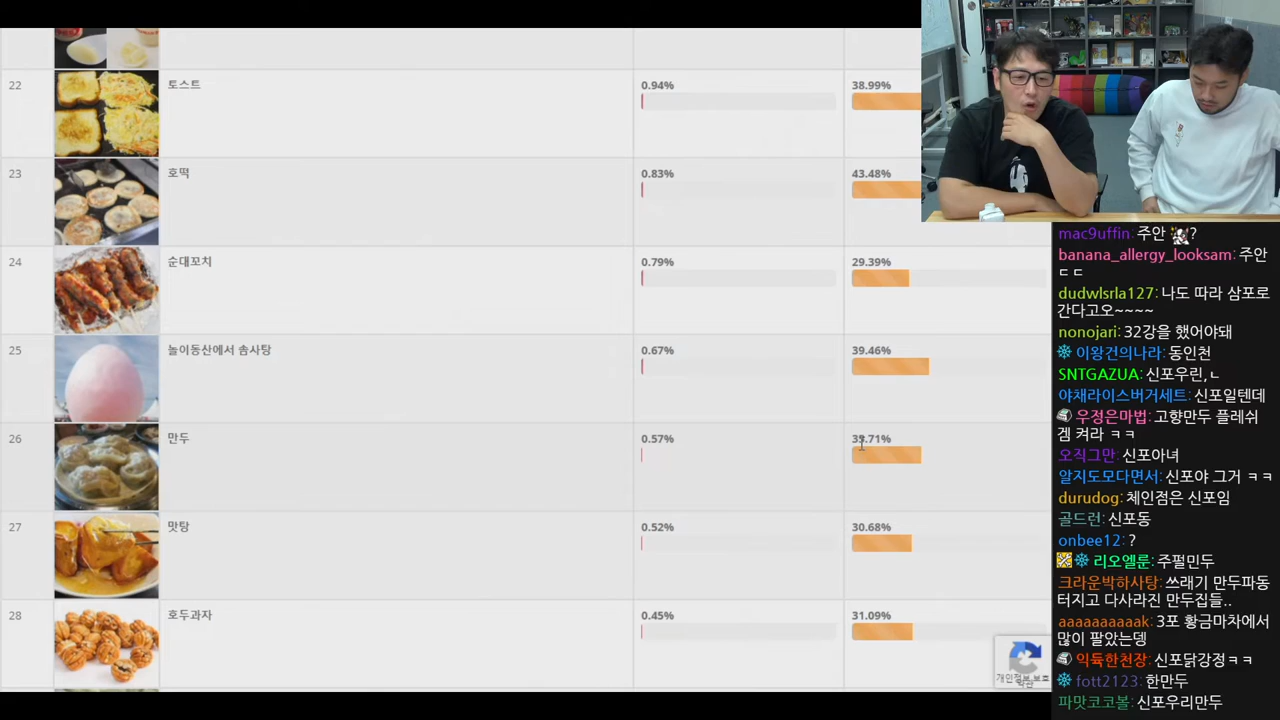 22
토스트
0.94%
38.99%
23
호떡
0.83%
43.48%
24
순대꼬치
0.79%
29.39%
25
놀이동산에서 솜사탕
0.67%
39.46%
26
만두
0.57%
.71%
27
맛탕
0.52%
30.68%
28
호두과자
0.45%
31.09%
개인정보 보호
약관
mac9uffin: 주안 ?
banana_allergy_looksam: 주안
ㄷㄷ
dudwlsrla127: 나도 따라 삼포로
간다고오~~~~
nonojari: 32강을 했어야돼
이왕건의나라: 동인천
SNTGAZUA: 신포우린,ㄴ
야채라이스버거세트: 신포일텐데
우정은마법: 고향만두 플레쉬
겜 켜라 ㅋㅋ
오직그만: 신포아녀
알지도모다면서: 신포야 그거 ㅋㅋ
durudog: 체인점은 신포임
골드런: 신포동
onbee12: ?
리오엘룬: 주펄민두
크라운박하사탕: 쓰래기 만두파동
터지고 다사라진 만두집들..
aaaaaaaaaak: 3포 황금마차에서
많이 팔았는뎅
익듁한천장: 신포닭강정ㅋㅋ
fott2123: 한만두
파맛코코볼: 신포우리만두